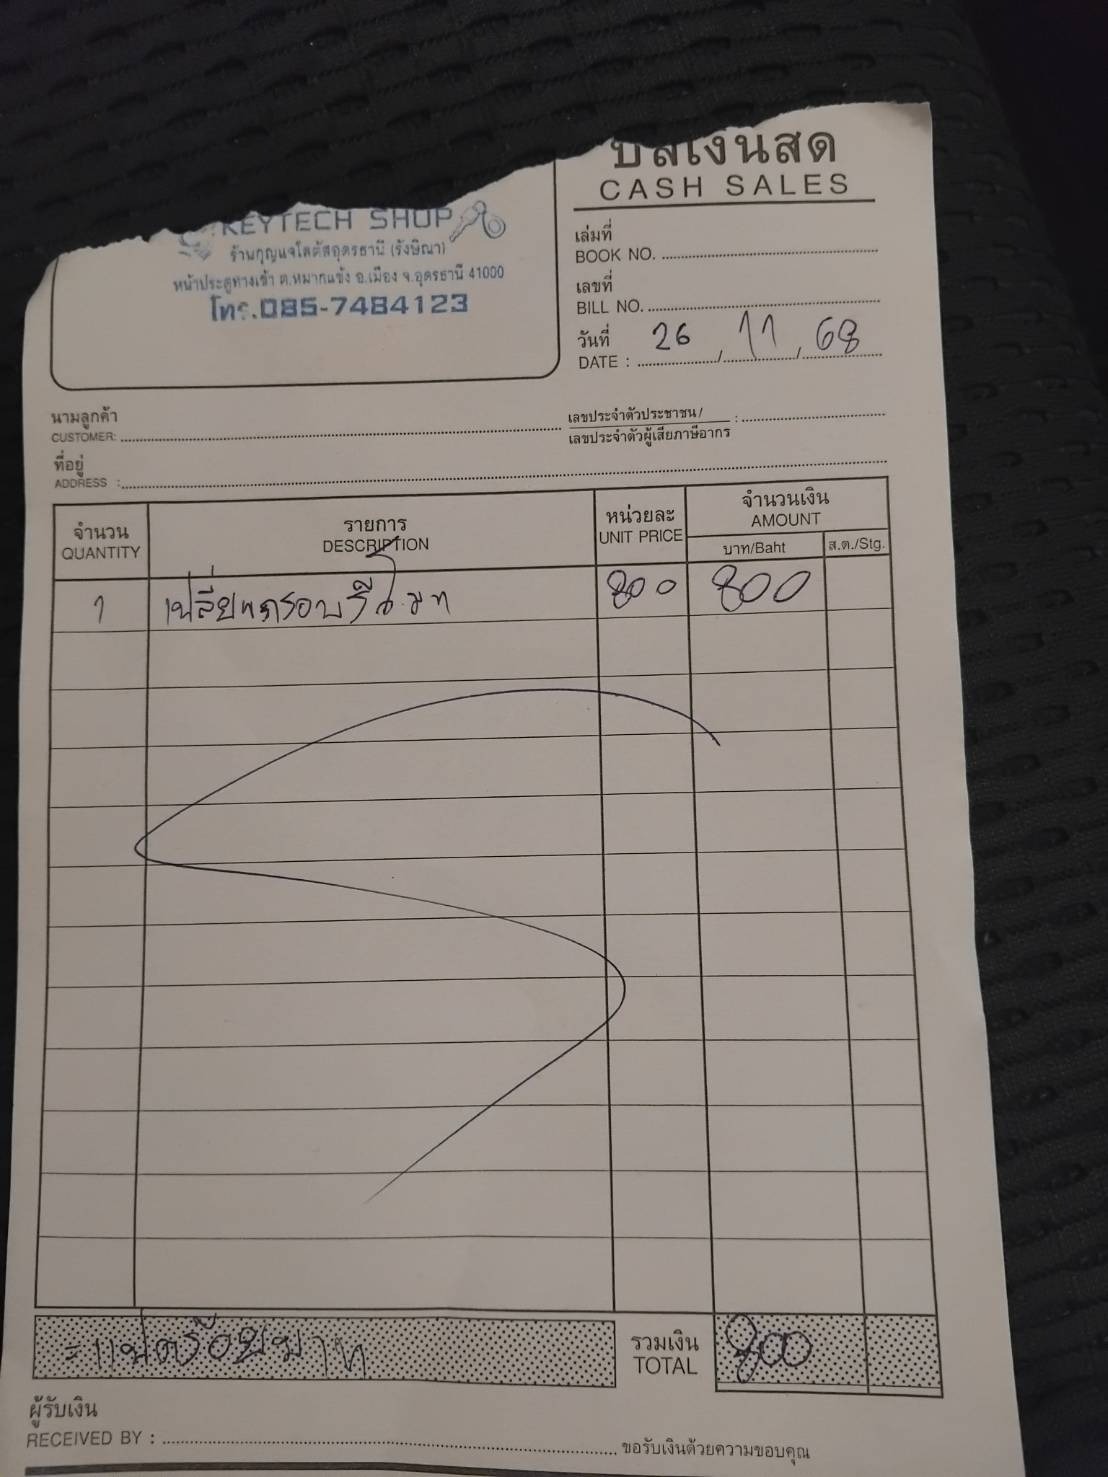 บิลเงินสด
CASH SALES
KEYTECH SHOP
ร้านกุญแจโลตัสอุดรธานี (รังษิณา)
หน้าประตูทางเข้า ต.หมากแข้ง อ.เมือง จ.อุดรธานี 41000
โทร.085-7484123
เล่มที่
BOOK NO.
เลขที่
BILL NO.
วันที่
DATE : 26 / 11 / 68
นามลูกค้า
CUSTOMER:
เลขประจำตัวประชาชน/ :
เลขประจำตัวผู้เสียภาษีอากร
ที่อยู่
ADDRESS :
จำนวน รายการ หน่วยละ จำนวนเงิน
QUANTITY DESCRIPTION UNIT PRICE AMOUNT
บาท/Baht ส.ต./Stg.
1 เปลี่ยนกรอบรีโมท 800 800
= แปดร้อยบาท รวมเงิน 800
TOTAL
ผู้รับเงิน
RECEIVED BY : ขอรับเงินด้วยความขอบคุณ